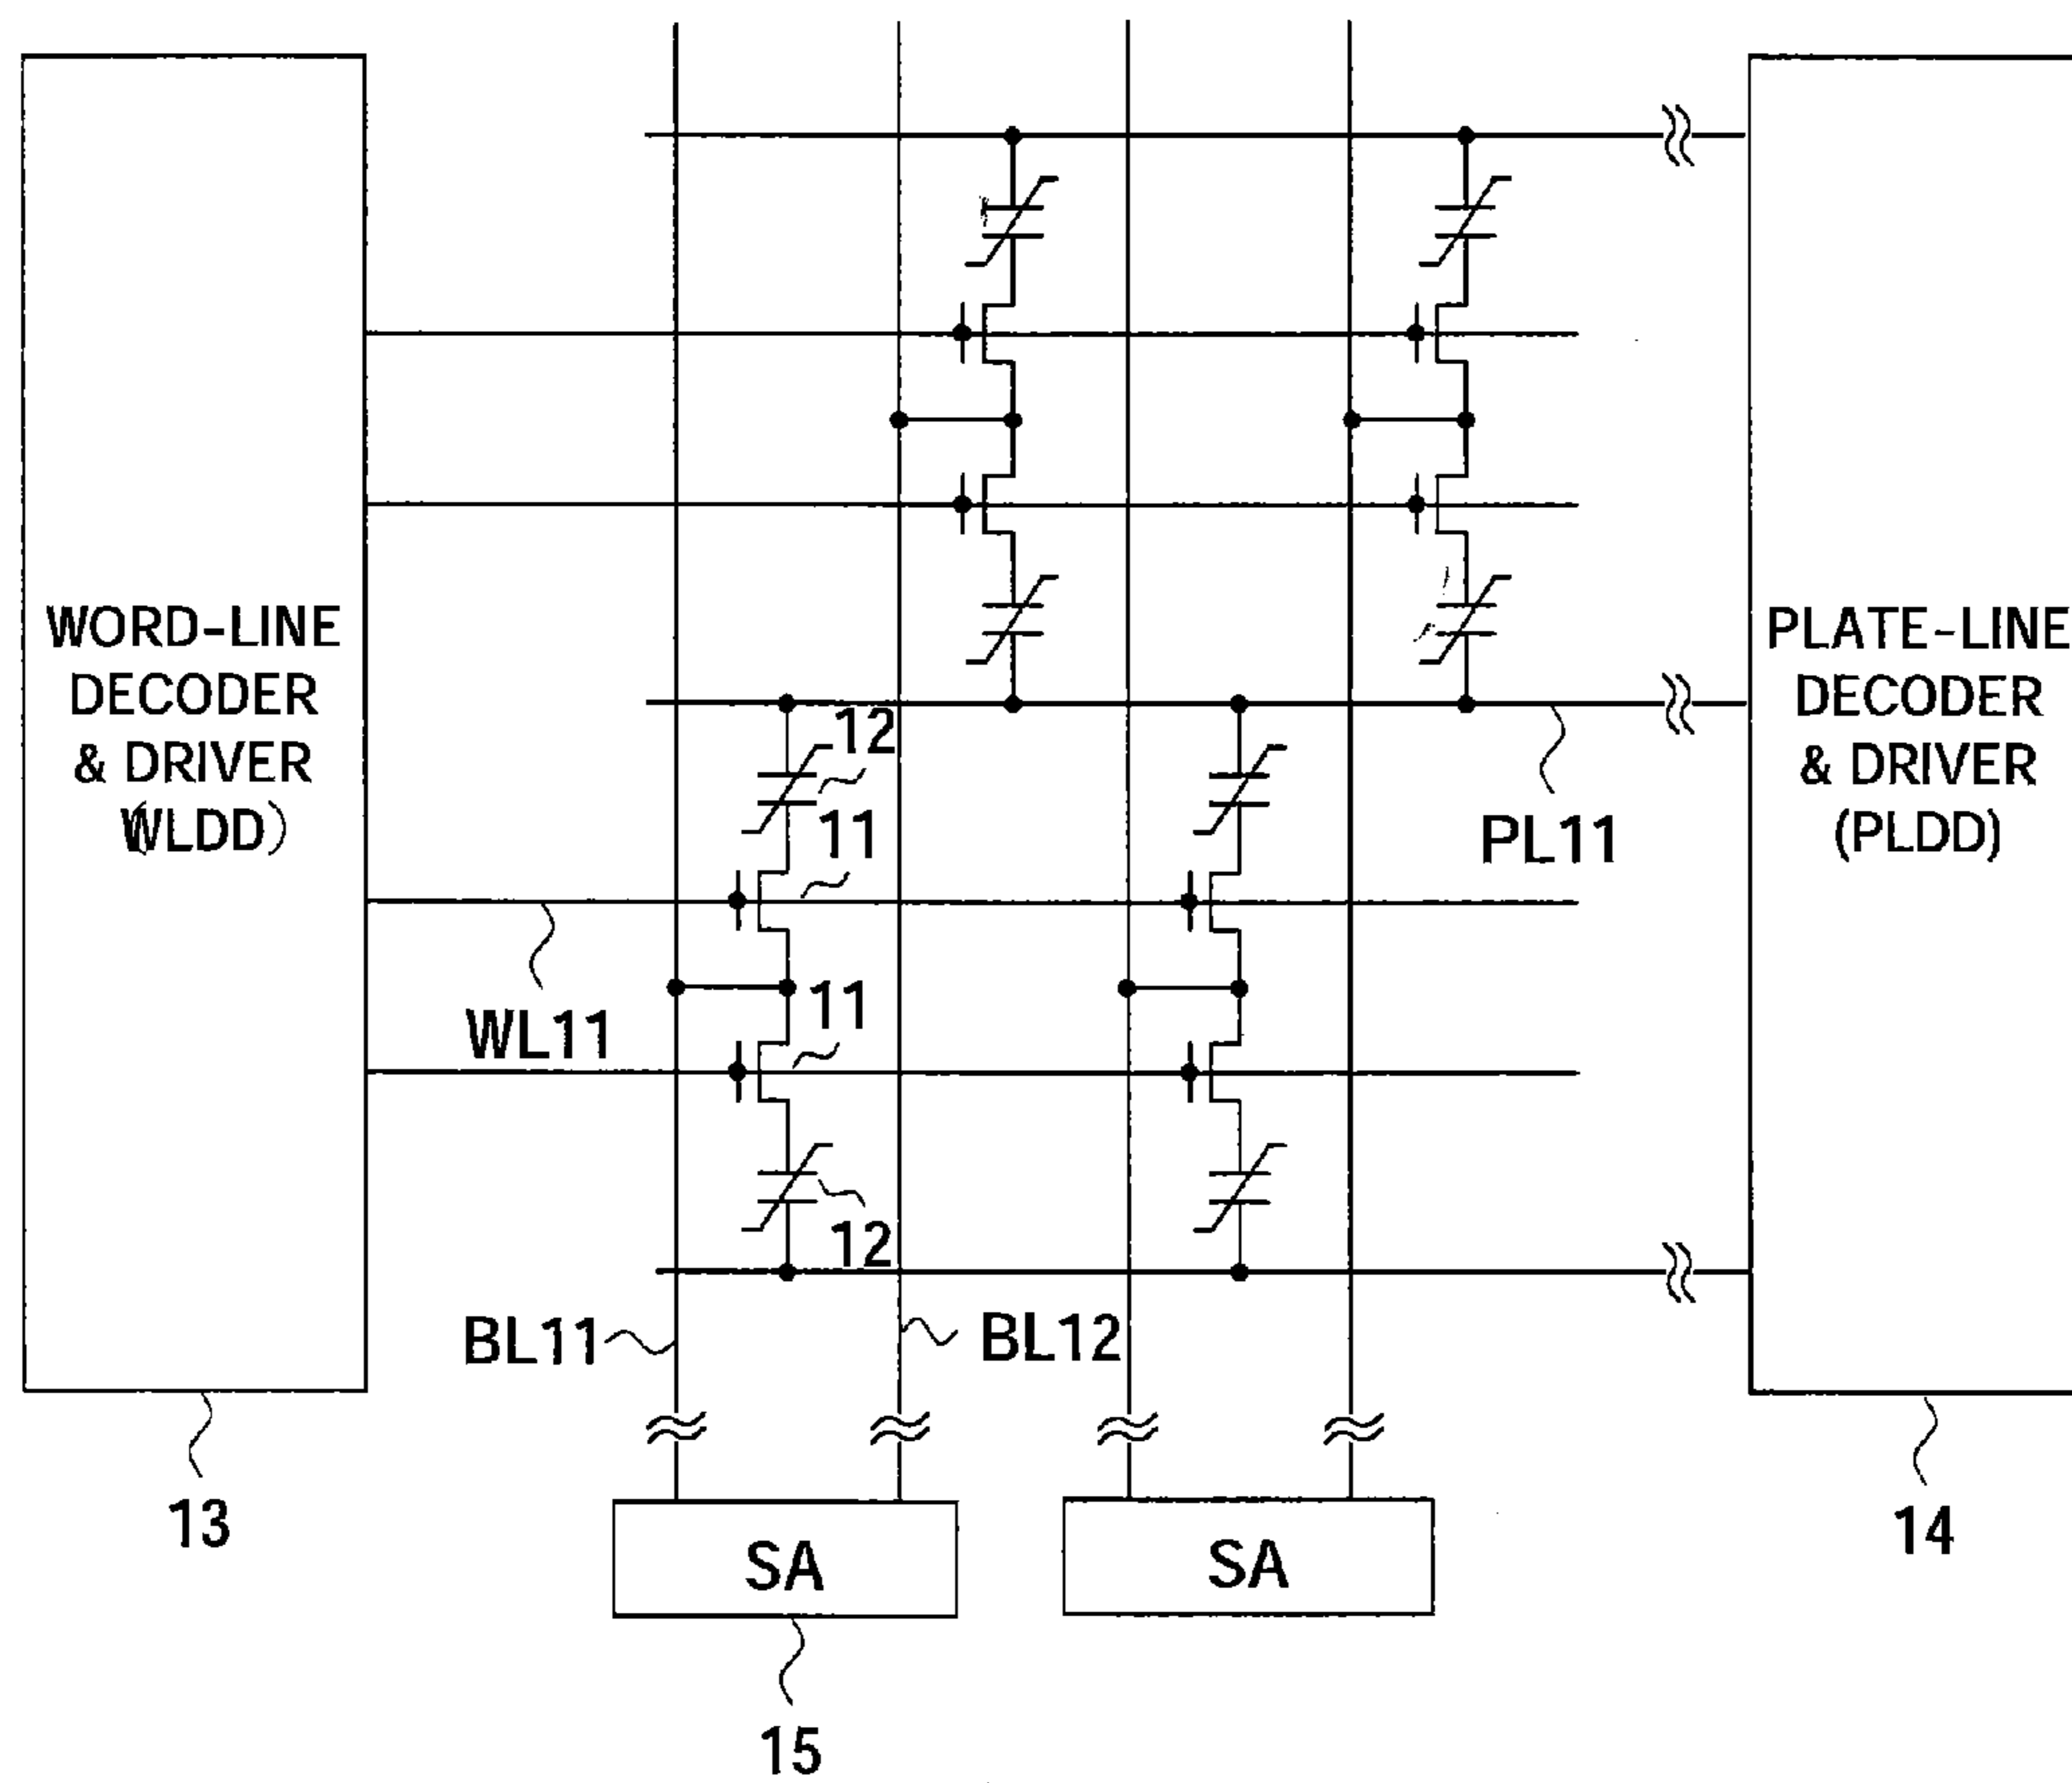 WORD-LINE
DECODER
& DRIVER
(WLDD)
PLATE-LINE
DECODER
& DRIVER
(PLDD)
12
11
PL11
11
WL11
12
BL11
BL12
13
14
SA
SA
15